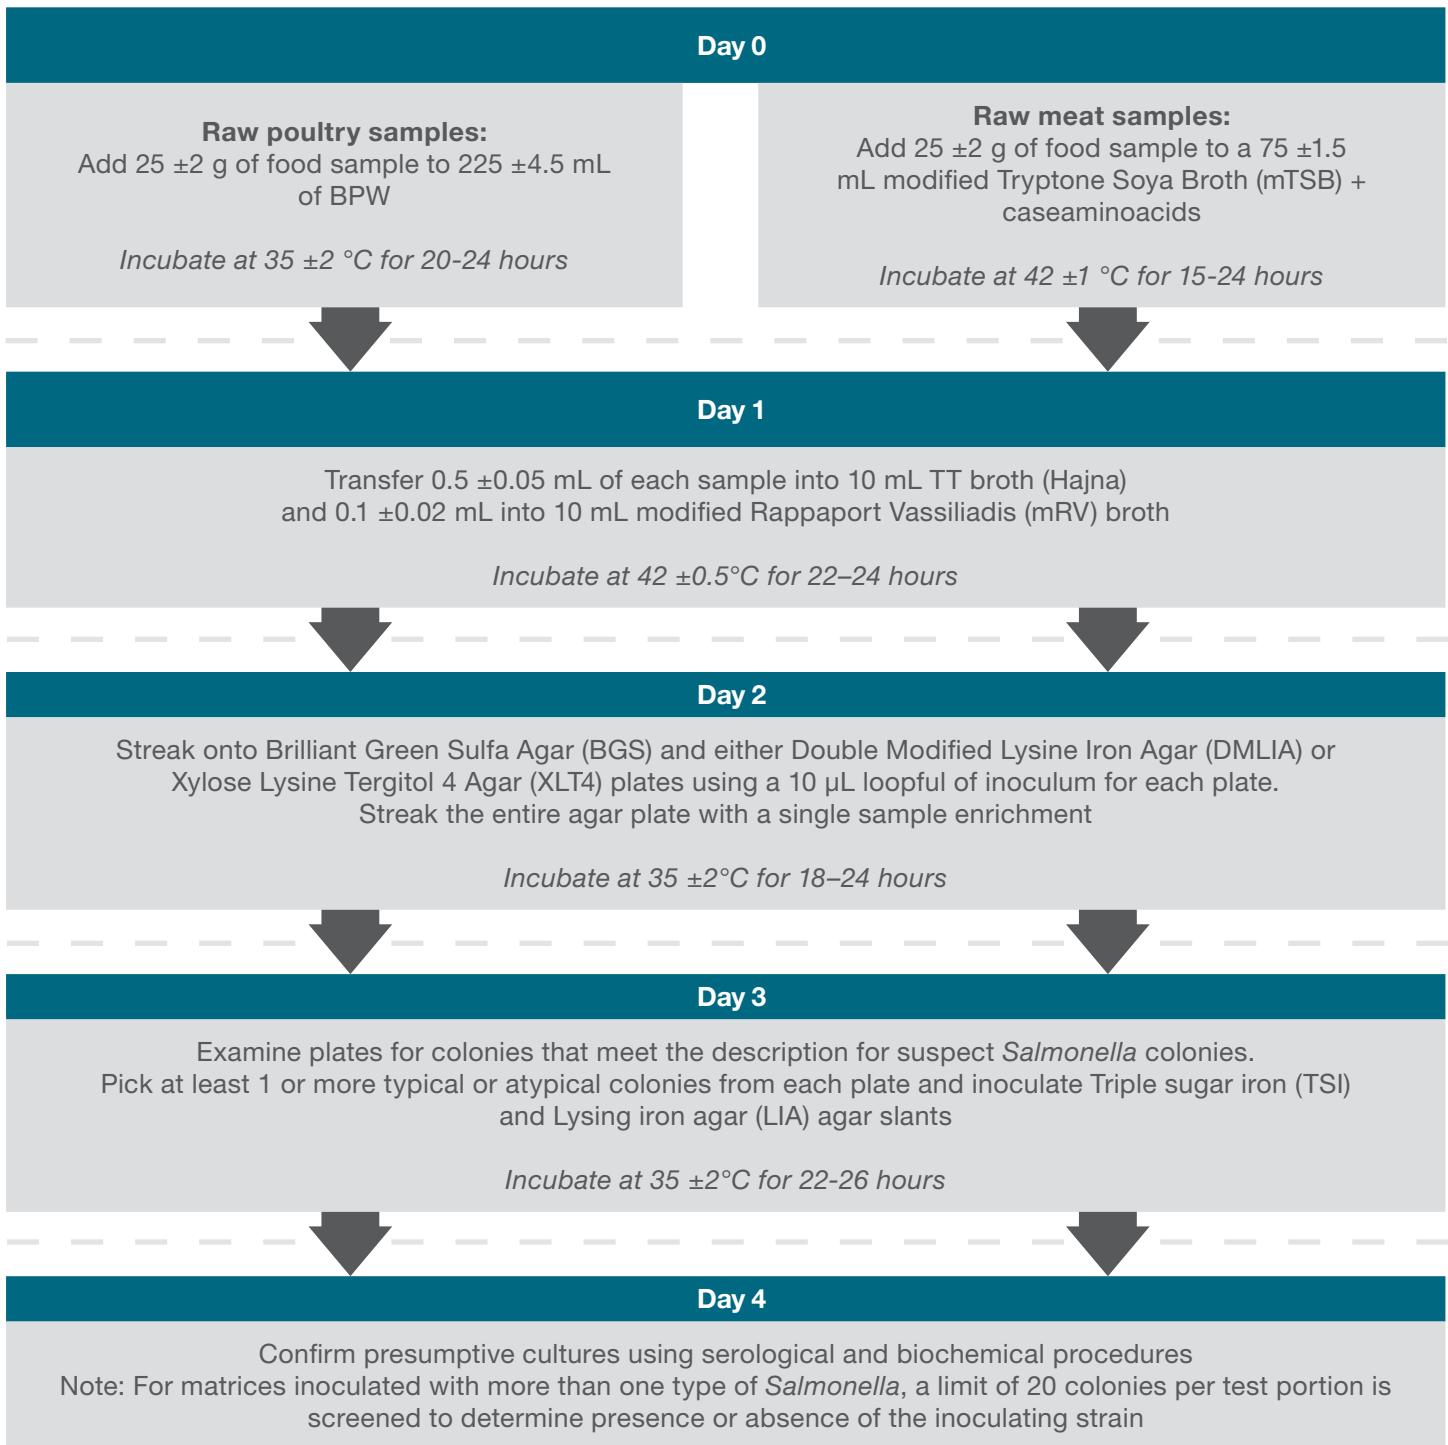 Day 0
Raw poultry samples:
Add 25 ±2 g of food sample to 225 ±4.5 mL
of BPW
Incubate at 35 ±2 °C for 20-24 hours
Raw meat samples:
Add 25 ±2 g of food sample to a 75 ±1.5
mL modified Tryptone Soya Broth (mTSB) +
caseaminoacids
Incubate at 42 ±1 °C for 15-24 hours
Day 1
Transfer 0.5 ±0.05 mL of each sample into 10 mL TT broth (Hajna)
and 0.1 ±0.02 mL into 10 mL modified Rappaport Vassiliadis (mRV) broth
Incubate at 42 ±0.5°C for 22–24 hours
Day 2
Streak onto Brilliant Green Sulfa Agar (BGS) and either Double Modified Lysine Iron Agar (DMLIA) or
Xylose Lysine Tergitol 4 Agar (XLT4) plates using a 10 µL loopful of inoculum for each plate.
Streak the entire agar plate with a single sample enrichment
Incubate at 35 ±2°C for 18–24 hours
Day 3
Examine plates for colonies that meet the description for suspect Salmonella colonies.
Pick at least 1 or more typical or atypical colonies from each plate and inoculate Triple sugar iron (TSI)
and Lysing iron agar (LIA) agar slants
Incubate at 35 ±2°C for 22-26 hours
Day 4
Confirm presumptive cultures using serological and biochemical procedures
Note: For matrices inoculated with more than one type of Salmonella, a limit of 20 colonies per test portion is
screened to determine presence or absence of the inoculating strain